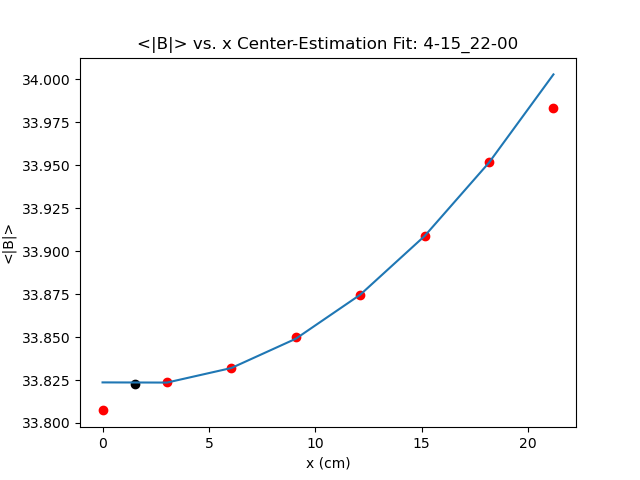 <|B|> vs. x Center-Estimation Fit: 4-15_22-00
34.000
33.975
33.950
33.925
33.900
33.875
33.850
33.825
33.800
<|B|>
0 5 10 15 20
x (cm)